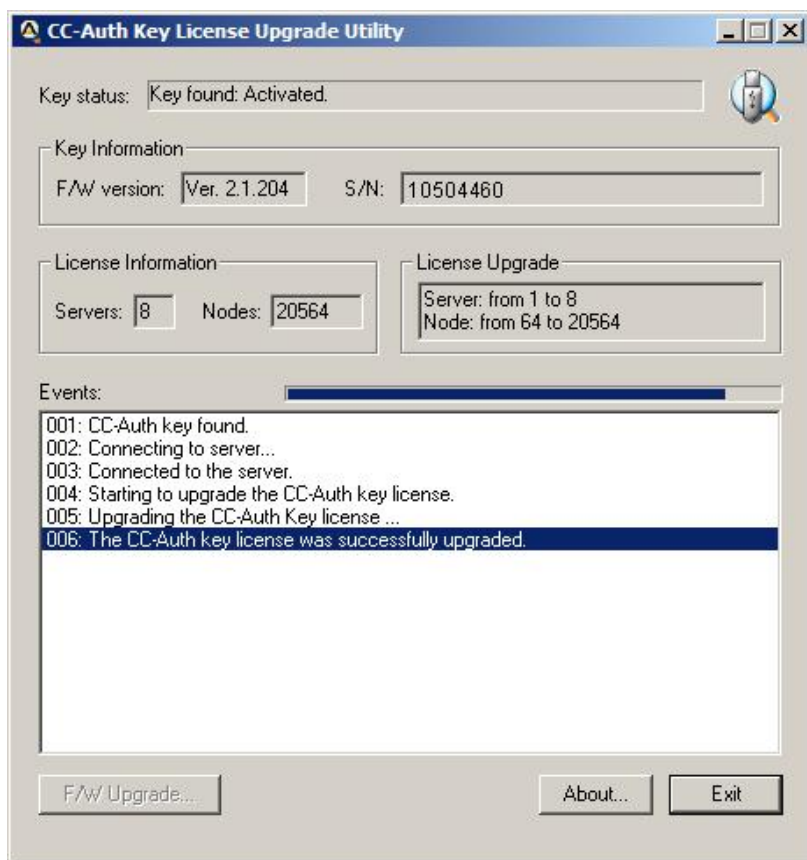 CC-Auth Key License Upgrade Utility
Key status: Key found: Activated.
Key Information
F/W version: Ver. 2.1.204 S/N: 10504460
License Information
Servers: 8 Nodes: 20564
License Upgrade
Server: from 1 to 8
Node: from 64 to 20564
Events:
001: CC-Auth key found.
002: Connecting to server...
003: Connected to the server.
004: Starting to upgrade the CC-Auth key license.
005: Upgrading the CC-Auth Key license ...
006: The CC-Auth key license was successfully upgraded.
F/W Upgrade... About... Exit